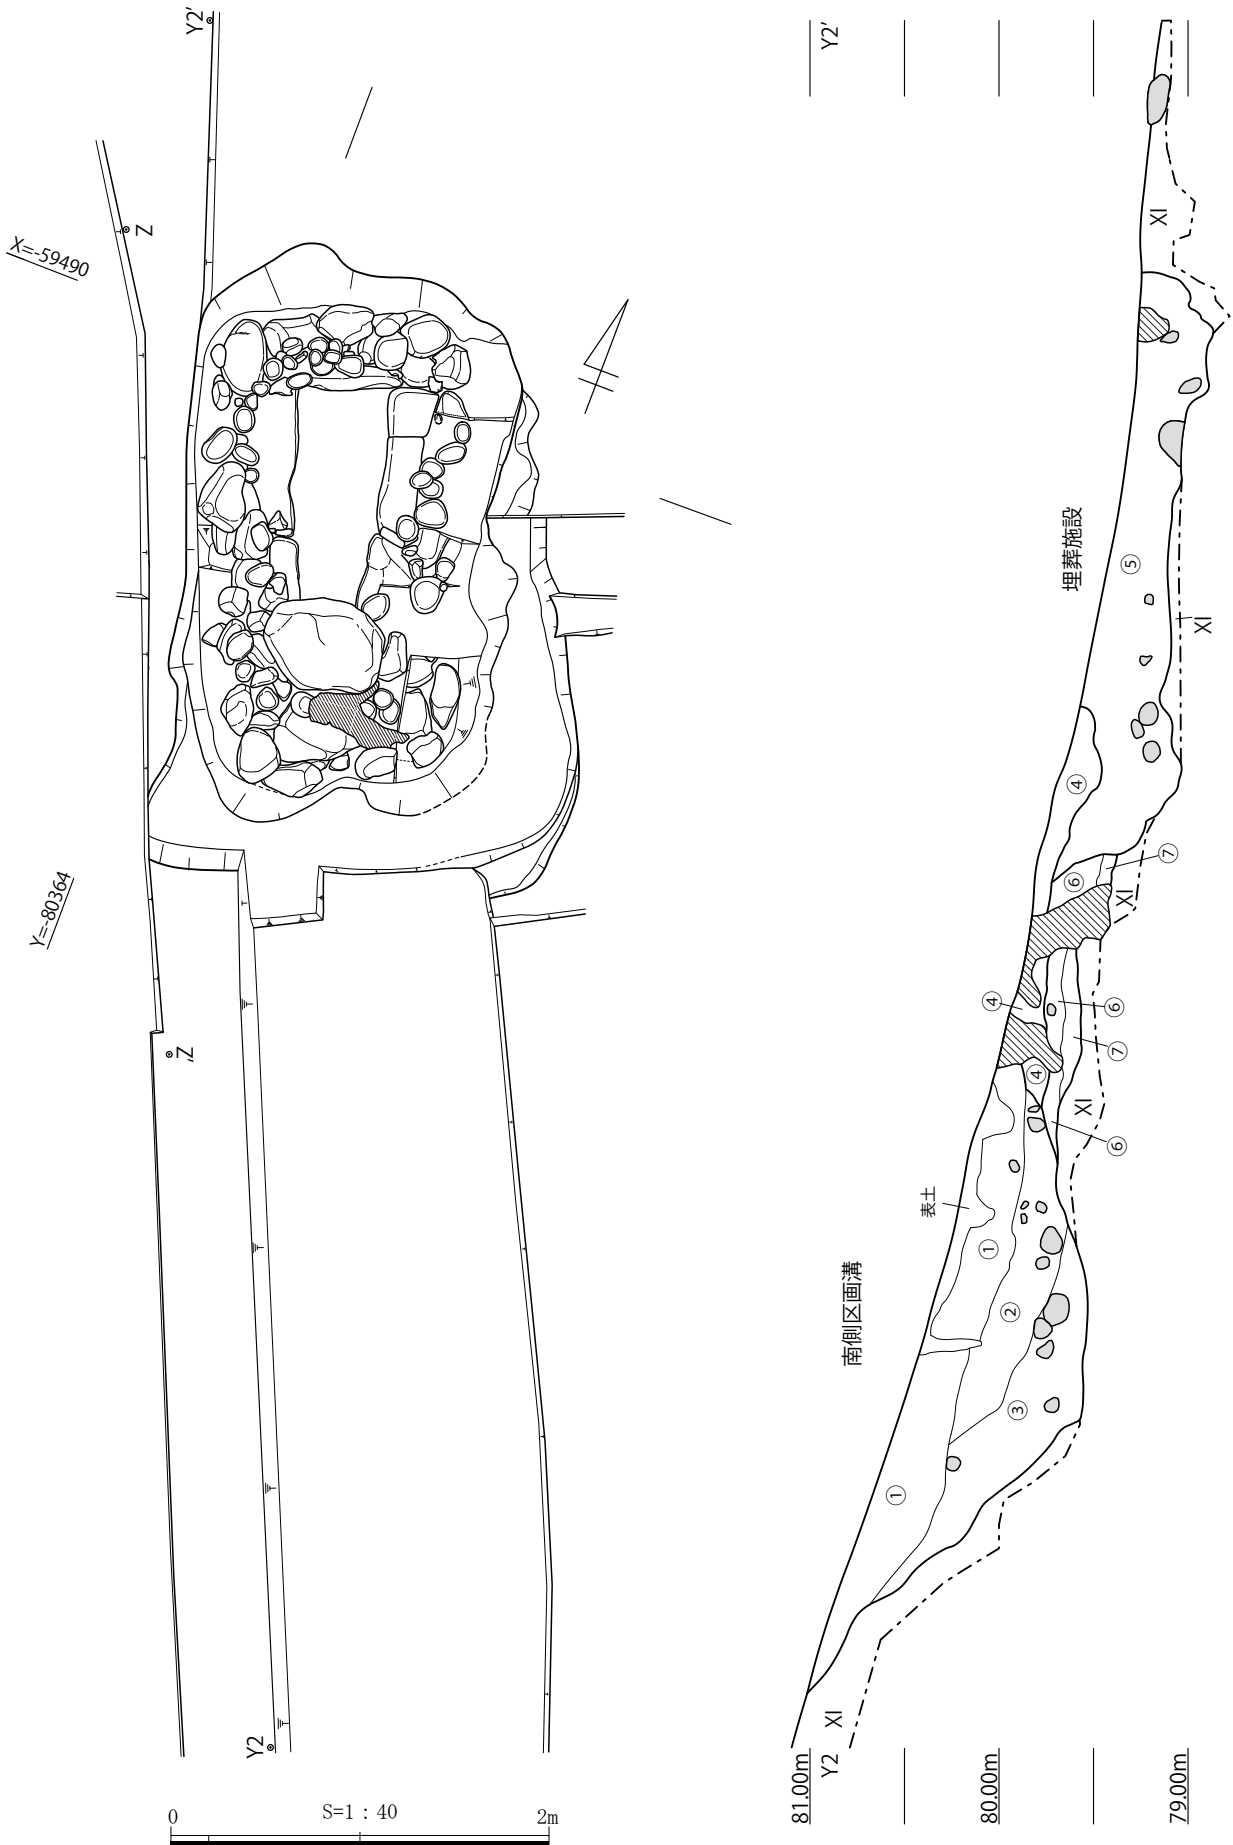 Y2'
Z
X=-59490
Y=-80364
Z'
Y2
0
S=1：40
2m
Y2'
XI
埋葬施設
⑤
XI
④
⑦
⑥
XI
④
⑥
⑦
④
XI
⑥
表土
①
南側区画溝
②
③
①
XI
Y2
81.00m
80.00m
79.00m